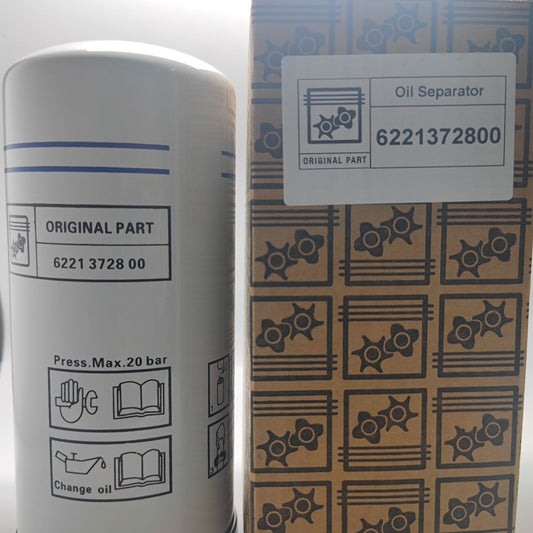 ORIGINAL PART
6221 3728 00
Press.Max.20 bar
Change oil
Oil Separator
6221372800
ORIGINAL PART